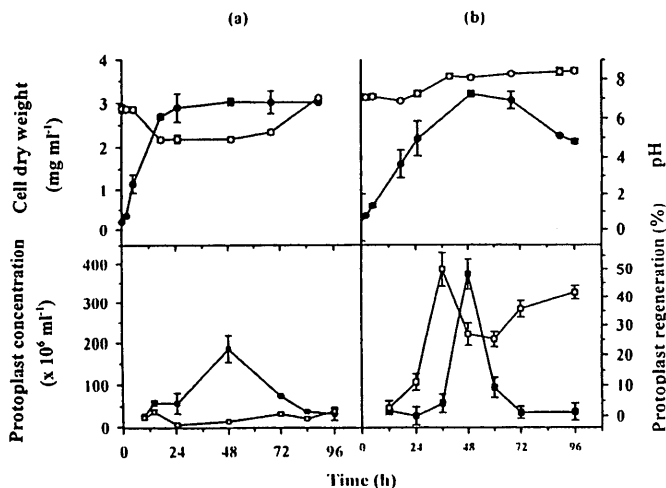 (a) (b)
Cell dry weight
(mg ml⁻¹)
4
3
2
1
0
8
6
4
2
0
pH
Protoplast concentration
(x 10⁶ ml⁻¹)
400
300
200
100
0
50
40
30
20
10
0
Protoplast regeneration (%)
0 24 48 72 96 0 24 48 72 96
Time (h)